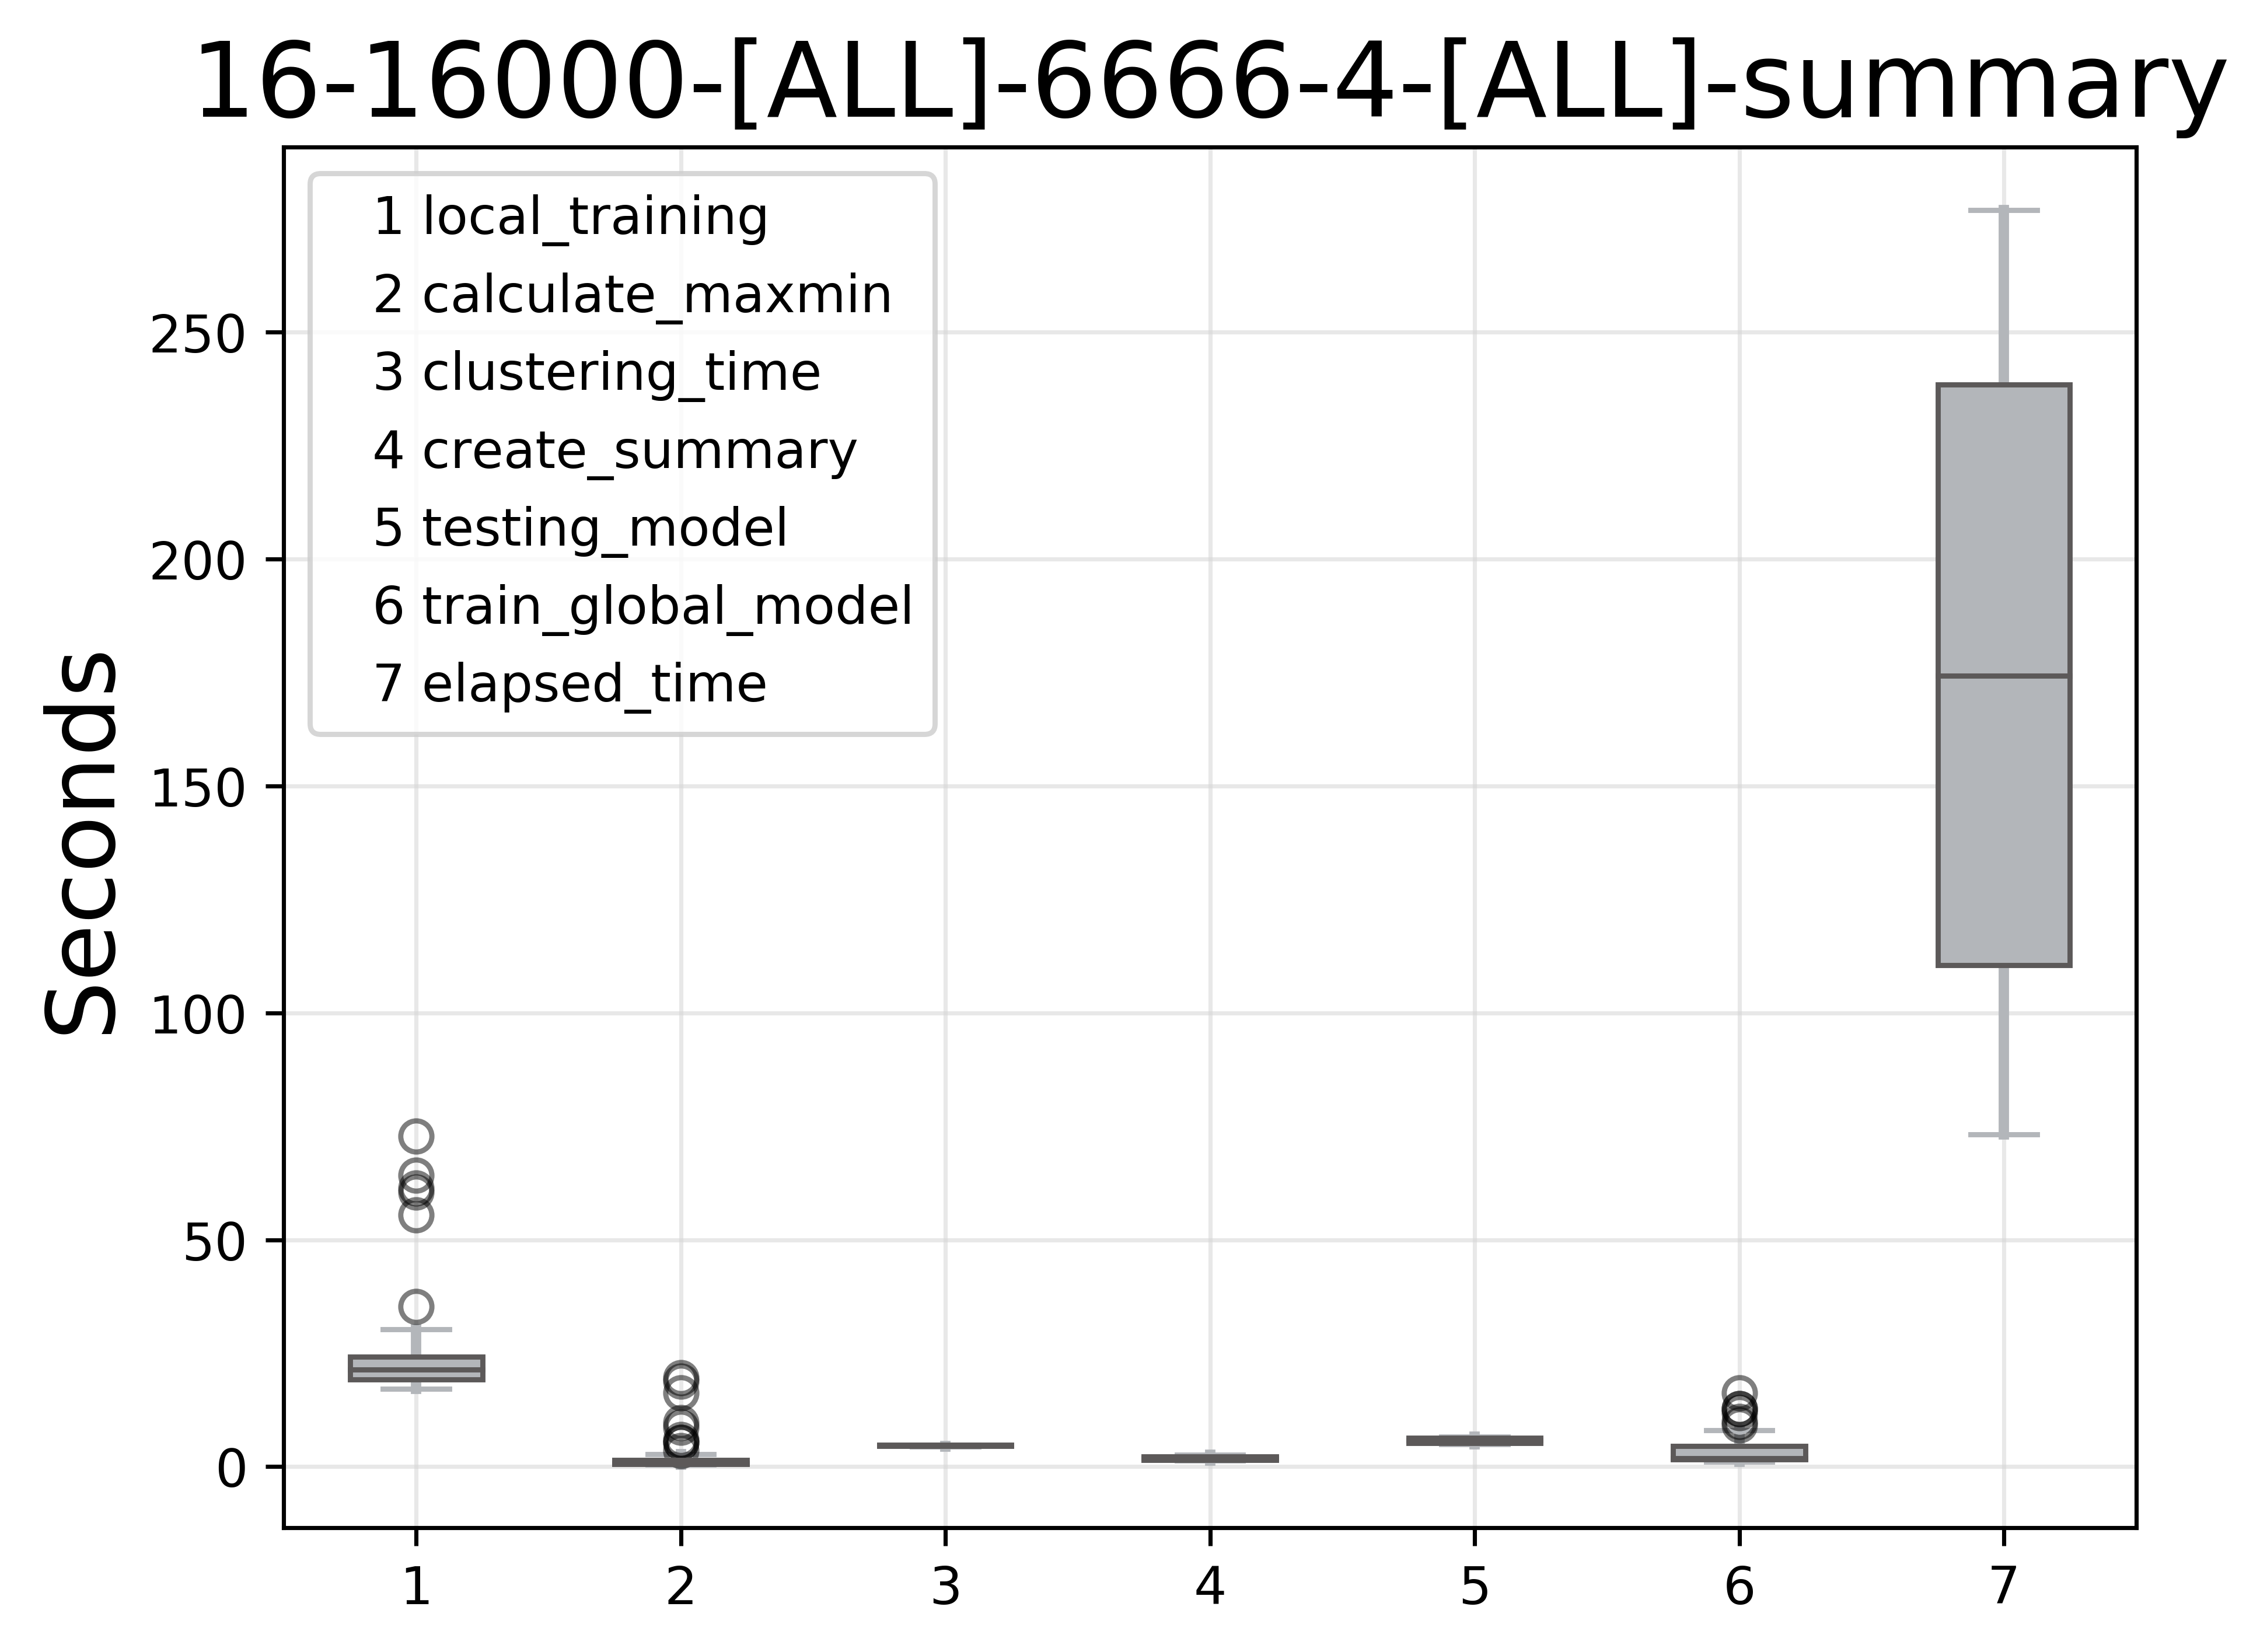 16-16000-[ALL]-6666-4-[ALL]-summary
1 local_training
2 calculate_maxmin
3 clustering_time
4 create_summary
5 testing_model
6 train_global_model
7 elapsed_time
Seconds
250
200
150
100
50
0
1 2 3 4 5 6 7